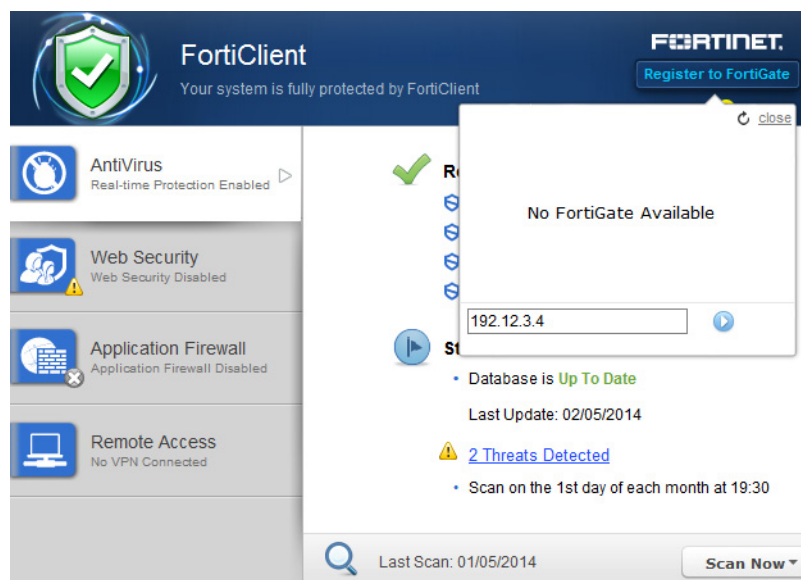 FortiClient
Your system is fully protected by FortiClient
FORTINET.
Register to FortiGate
close
No FortiGate Available
192.12.3.4
AntiVirus
Real-time Protection Enabled
Web Security
Web Security Disabled
Application Firewall
Application Firewall Disabled
Remote Access
No VPN Connected
Database is Up To Date
Last Update: 02/05/2014
2 Threats Detected
Scan on the 1st day of each month at 19:30
Last Scan: 01/05/2014
Scan Now